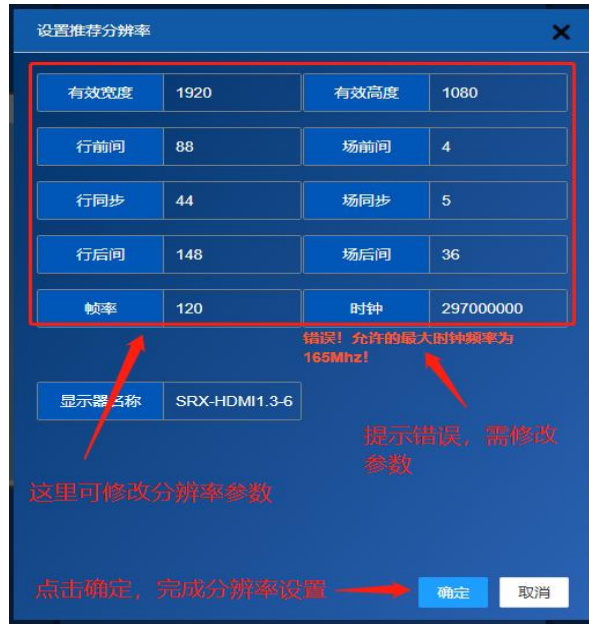 设置推荐分辨率
有效宽度 1920 有效高度 1080
行前间 88 场前间 4
行同步 44 场同步 5
行后间 148 场后间 36
帧率 120 时钟 297000000
错误！允许的最大时钟频率为
165Mhz！
显示器名称 SRX-HDMI1.3-6
提示错误，需修改
参数
这里可修改分辨率参数
点击确定，完成分辨率设置 确定 取消